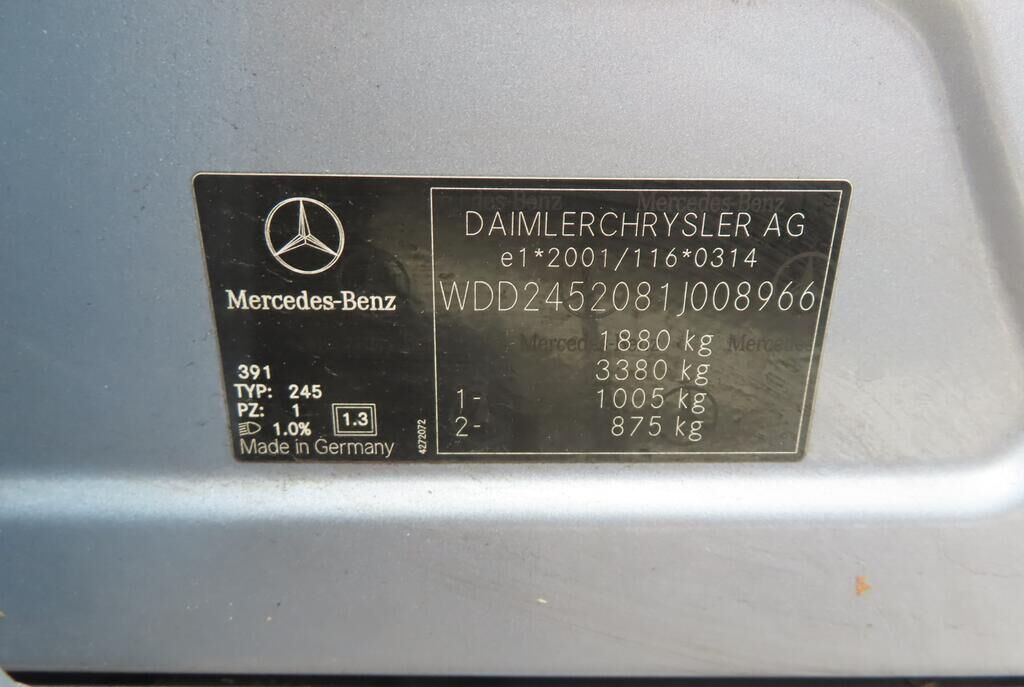 Mercedes-Benz
391
TYP: 245
PZ: 1
1.0%
1.3
Made in Germany
4272072
DAIMLERCHRYSLER AG
e1*2001/116*0314
WDD2452081J008966
1880 kg
3380 kg
1- 1005 kg
2- 875 kg